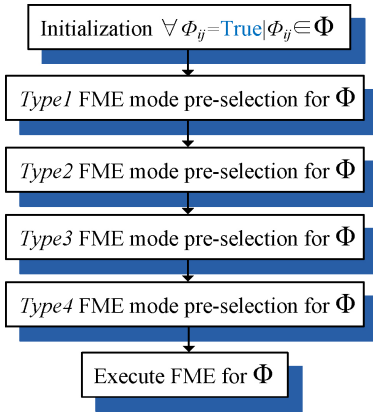 Initialization ∀Φij=True|Φij∈Φ
Type1 FME mode pre-selection for Φ
Type2 FME mode pre-selection for Φ
Type3 FME mode pre-selection for Φ
Type4 FME mode pre-selection for Φ
Execute FME for Φ